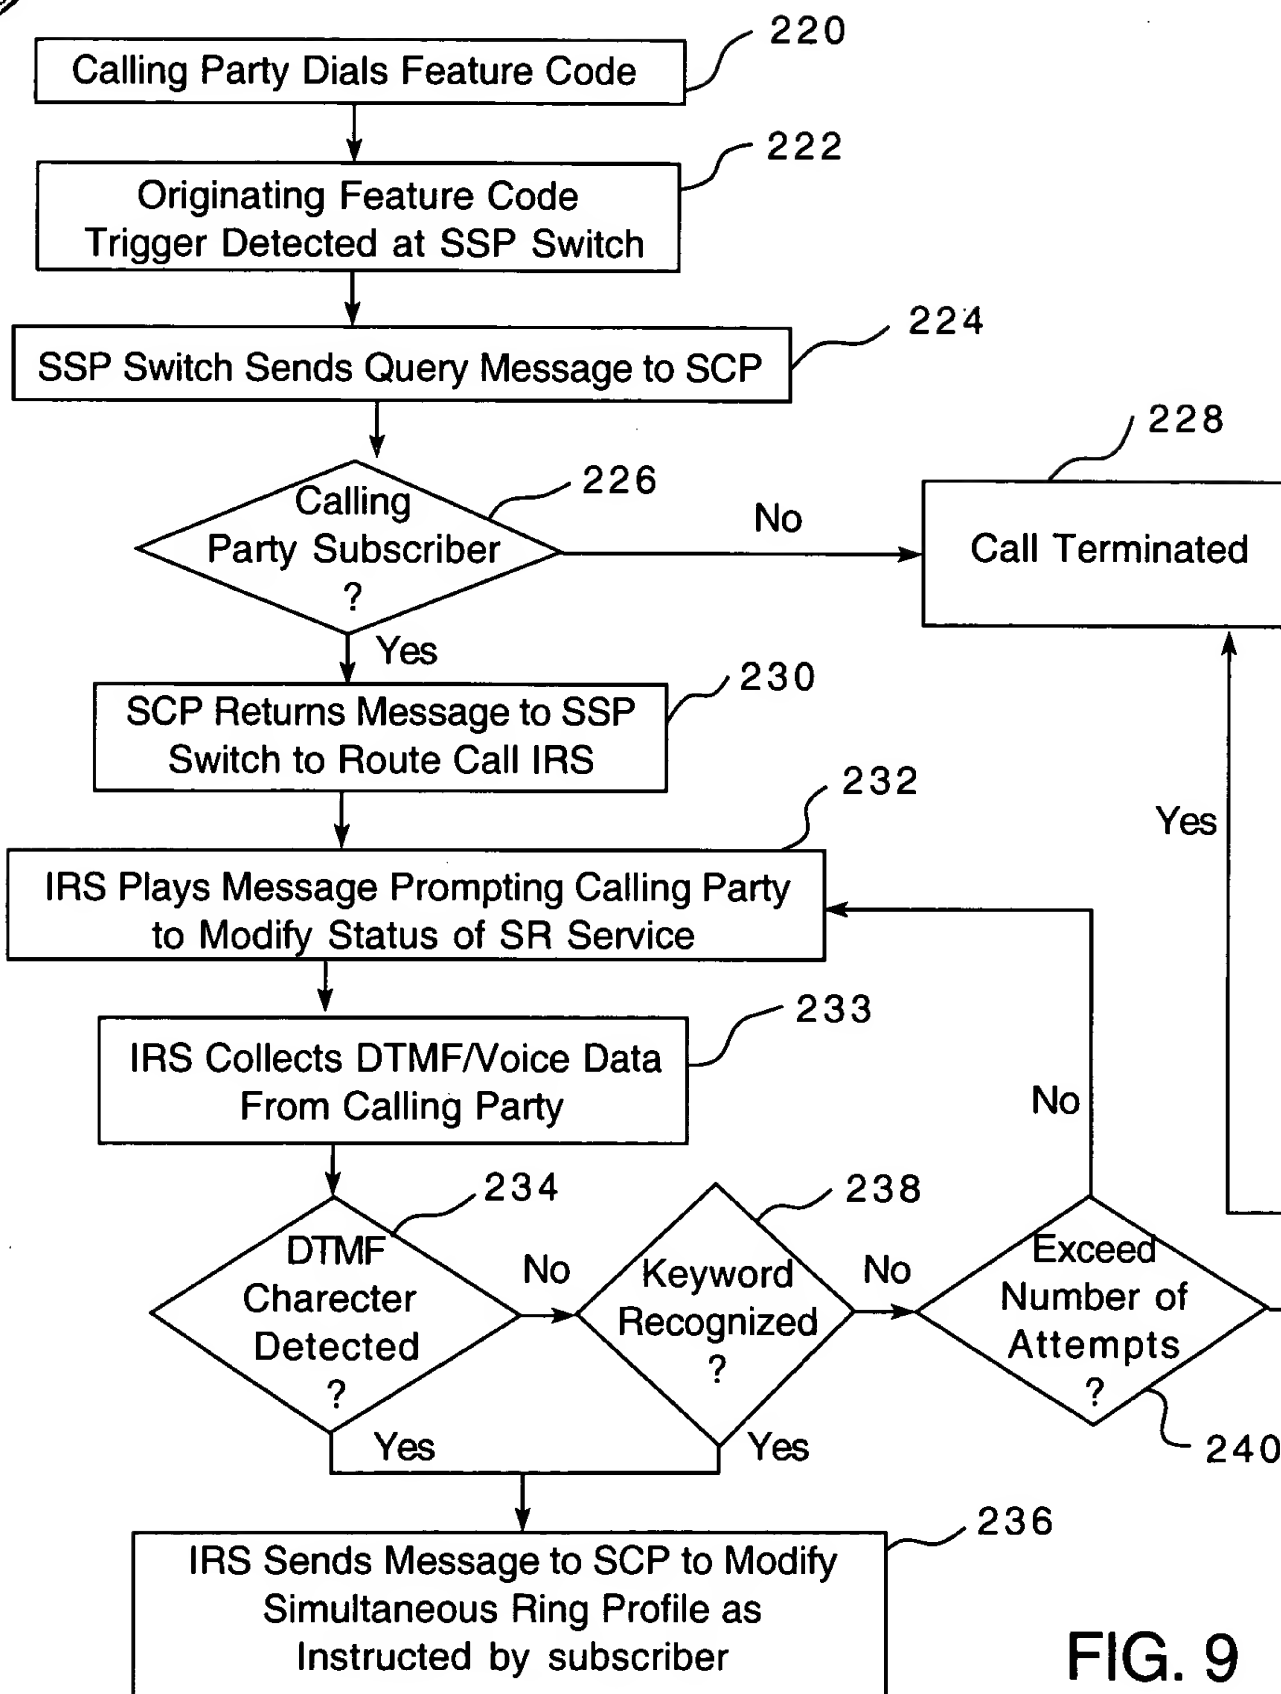 220
Calling Party Dials Feature Code
222
Originating Feature Code
Trigger Detected at SSP Switch
224
SSP Switch Sends Query Message to SCP
228
226
Calling
Party Subscriber
?
No
Call Terminated
Yes
230
SCP Returns Message to SSP
Switch to Route Call IRS
232
Yes
IRS Plays Message Prompting Calling Party
to Modify Status of SR Service
233
IRS Collects DTMF/Voice Data
From Calling Party
No
234
238
DTMF
Charecter
Detected
?
No
Keyword
Recognized
?
No
Exceed
Number of
Attempts
?
Yes
Yes
240
236
IRS Sends Message to SCP to Modify
Simultaneous Ring Profile as
Instructed by subscriber
FIG. 9